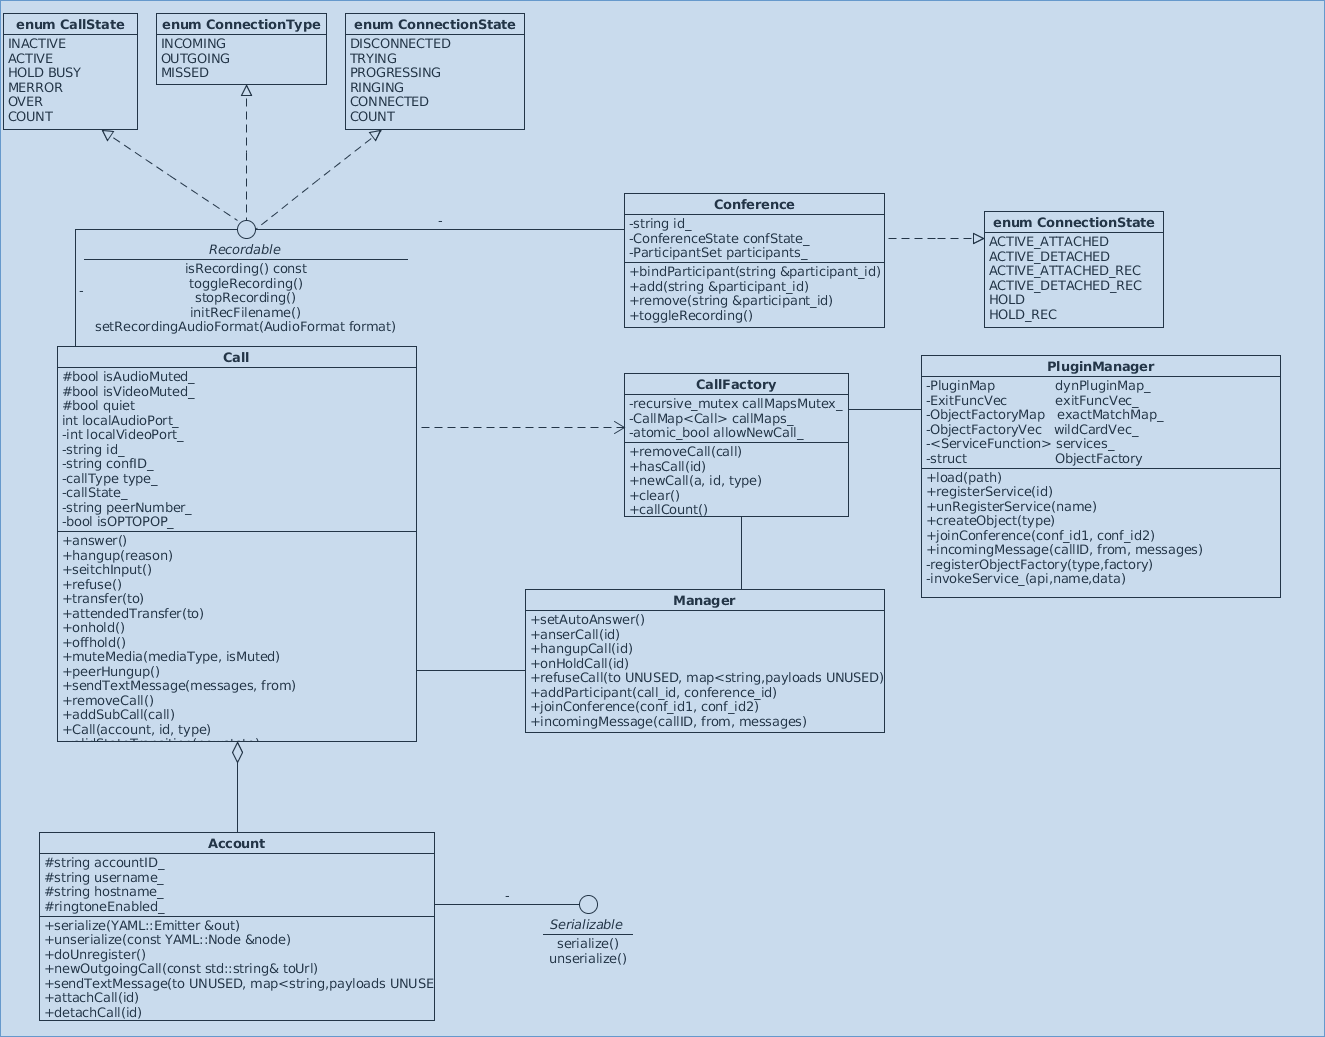 enum CallState
INACTIVE
ACTIVE
HOLD BUSY
MERROR
OVER
COUNT
enum ConnectionType
INCOMING
OUTGOING
MISSED
enum ConnectionState
DISCONNECTED
TRYING
PROGRESSING
RINGING
CONNECTED
COUNT
-
-
Recordable
isRecording() const
toggleRecording()
stopRecording()
initRecFilename()
setRecordingAudioFormat(AudioFormat format)
Conference
-string id_
-ConferenceState confState_
-ParticipantSet participants_
+bindParticipant(string &participant_id)
+add(string &participant_id)
+remove(string &participant_id)
+toggleRecording()
enum ConnectionState
ACTIVE_ATTACHED
ACTIVE_DETACHED
ACTIVE_ATTACHED_REC
ACTIVE_DETACHED_REC
HOLD
HOLD_REC
Call
#bool isAudioMuted_
#bool isVideoMuted_
#bool quiet
int localAudioPort_
-int localVideoPort_
-string id_
-string confID_
-callType type_
-callState_
-string peerNumber_
-bool isOPTOPOP_
+answer()
+hangup(reason)
+seitchInput()
+refuse()
+transfer(to)
+attendedTransfer(to)
+onhold()
+offhold()
+muteMedia(mediaType, isMuted)
+peerHungup()
+sendTextMessage(messages, from)
+removeCall()
+addSubCall(call)
+Call(account, id, type)
CallFactory
-recursive_mutex callMapsMutex_
-CallMap<Call> callMaps_
-atomic_bool allowNewCall_
+removeCall(call)
+hasCall(id)
+newCall(a, id, type)
+clear()
+callCount()
PluginManager
-PluginMap dynPluginMap_
-ExitFuncVec exitFuncVec_
-ObjectFactoryMap exactMatchMap_
-ObjectFactoryVec wildCardVec_
-<ServiceFunction> services_
-struct ObjectFactory
+load(path)
+registerService(id)
+unRegisterService(name)
+createObject(type)
+joinConference(conf_id1, conf_id2)
+incomingMessage(callID, from, messages)
-registerObjectFactory(type,factory)
-invokeService_(api,name,data)
Manager
+setAutoAnswer()
+anserCall(id)
+hangupCall(id)
+onHoldCall(id)
+refuseCall(to UNUSED, map<string,payloads UNUSED)
+addParticipant(call_id, conference_id)
+joinConference(conf_id1, conf_id2)
+incomingMessage(callID, from, messages)
Account
#string accountID_
#string username_
#string hostname_
#ringtoneEnabled_
+serialize(YAML::Emitter &out)
+unserialize(const YAML::Node &node)
+doUnregister()
+newOutgoingCall(const std::string& toUrl)
+sendTextMessage(to UNUSED, map<string,payloads UNUSE
+attachCall(id)
+detachCall(id)
-
Serializable
serialize()
unserialize()